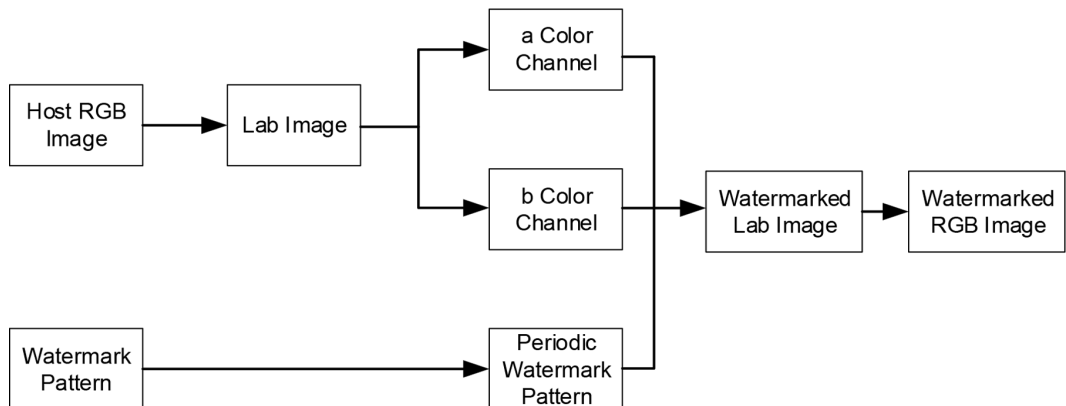 a Color
Channel
Host RGB
Image
Lab Image
b Color
Channel
Watermarked
Lab Image
Watermarked
RGB Image
Watermark
Pattern
Periodic
Watermark
Pattern